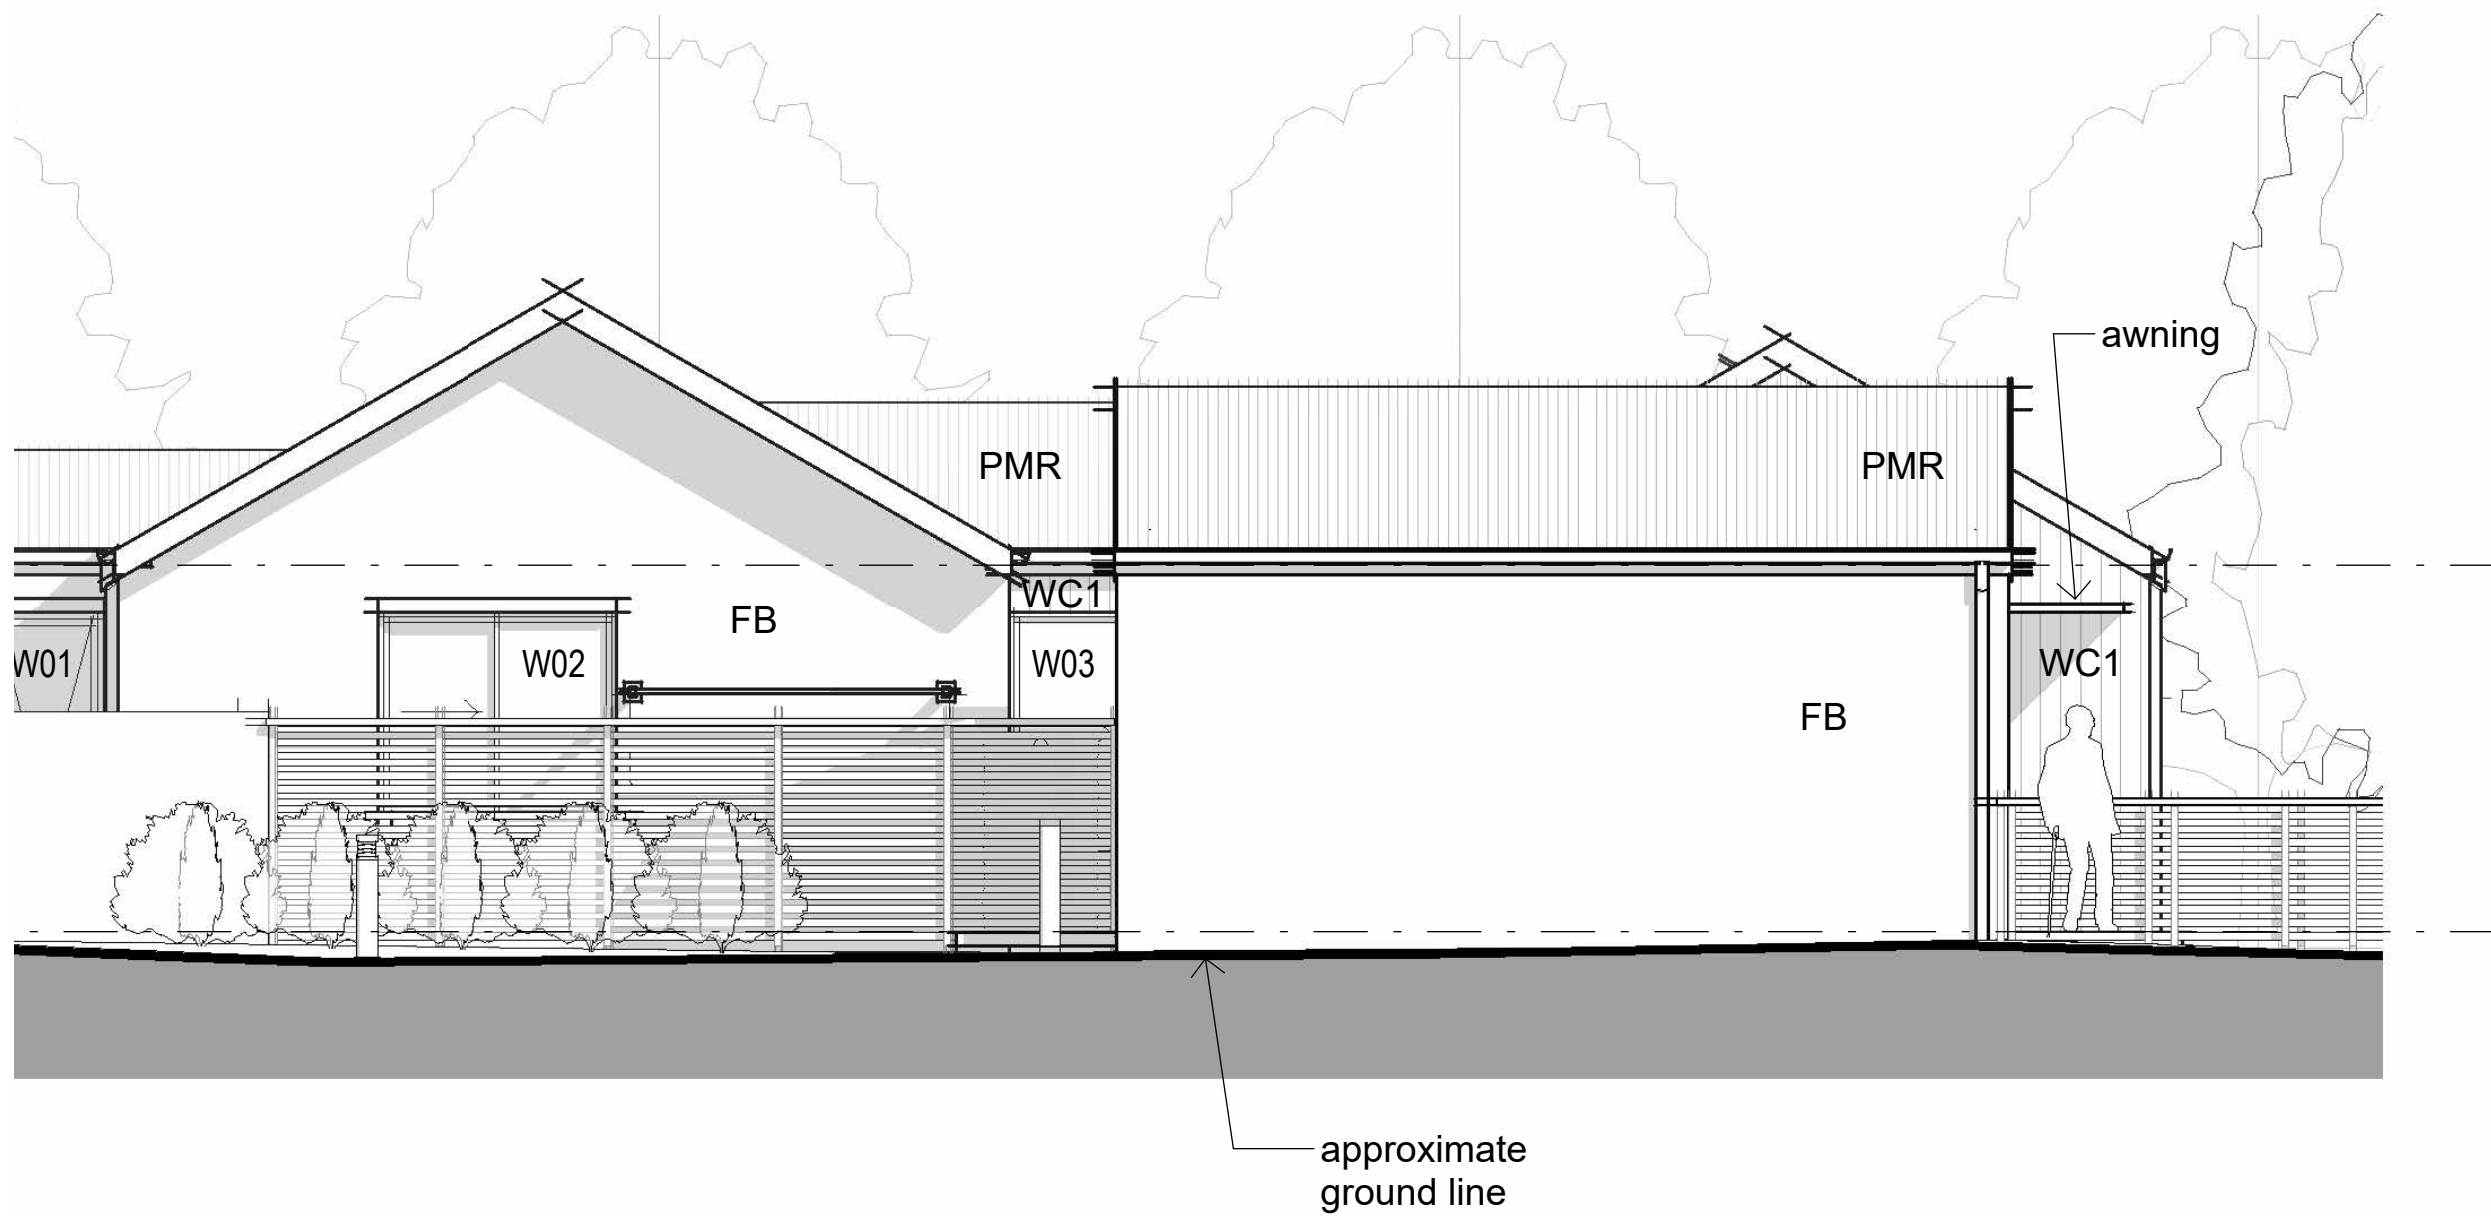 awning
PMR
PMR
WC1
FB
W01
W02
W03
WC1
FB
approximate
ground line